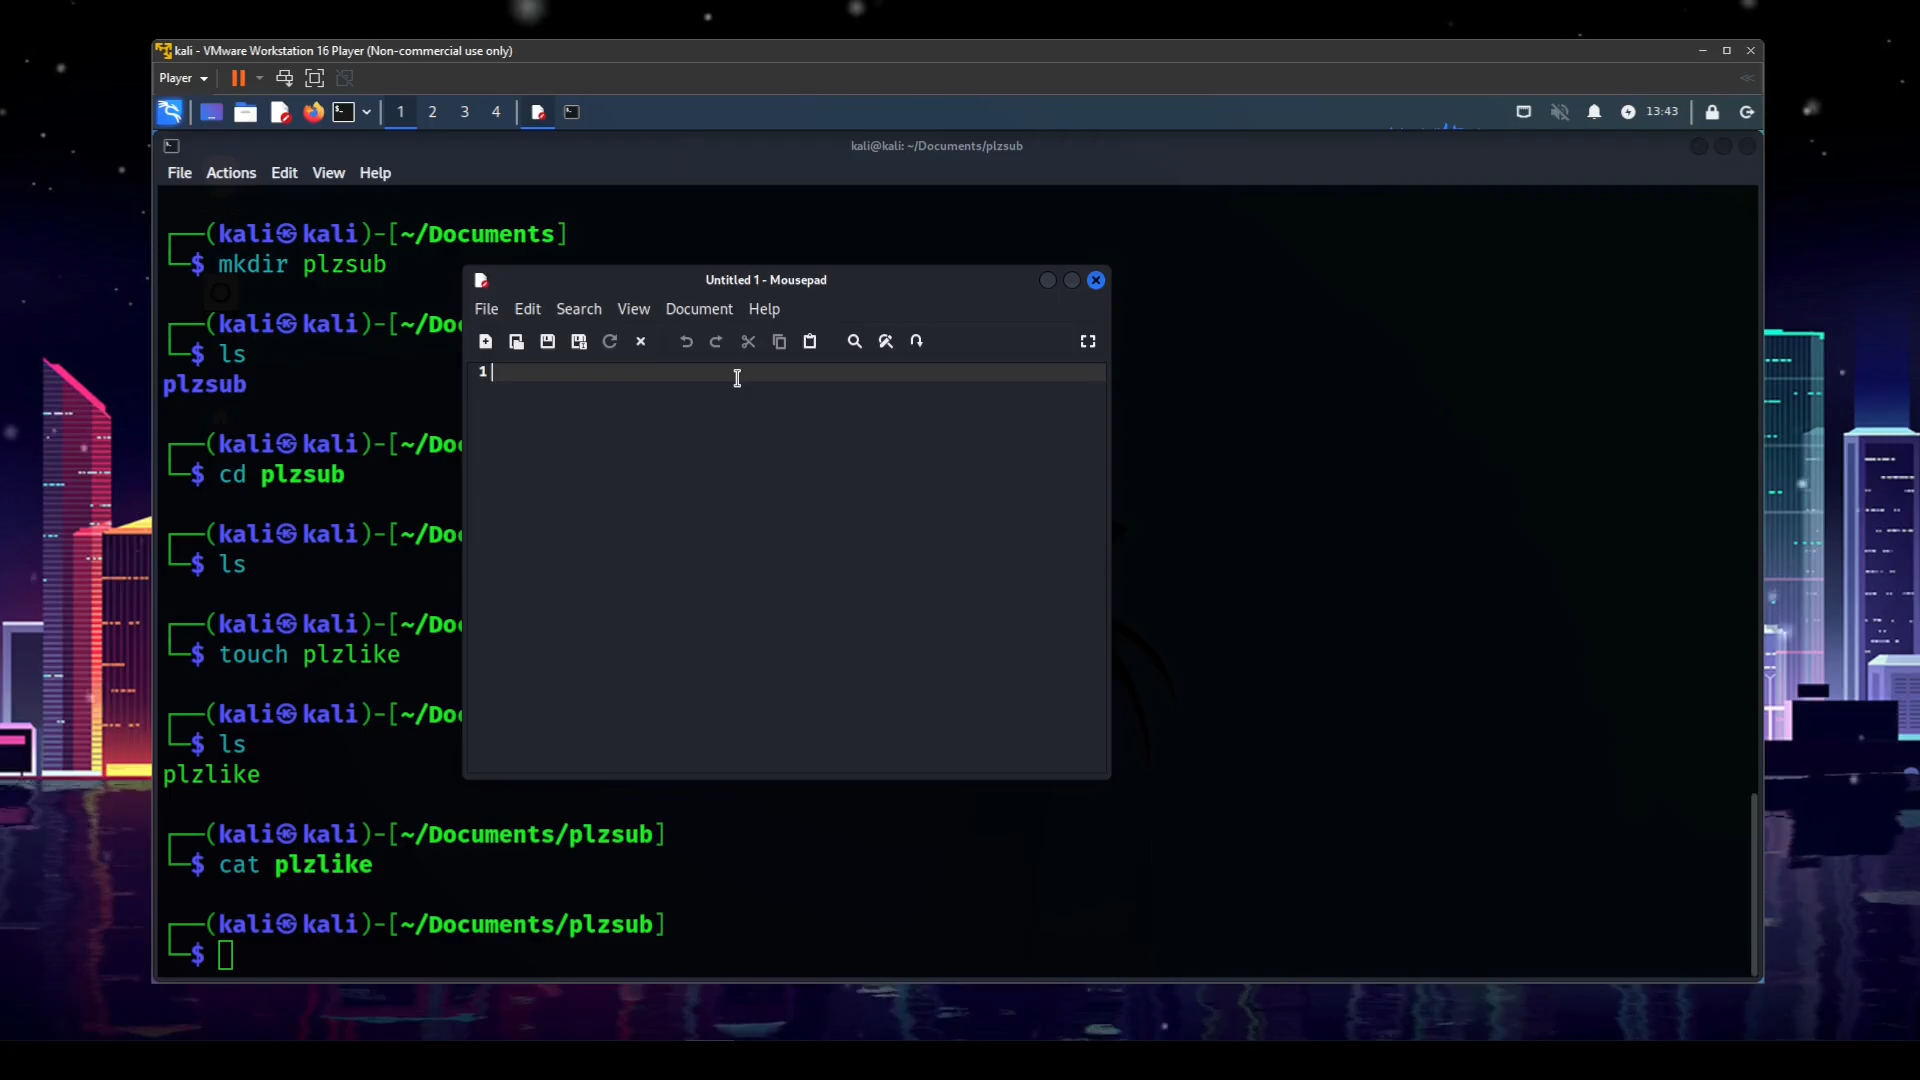 kali - VMware Workstation 16 Player (Non-commercial use only)
Player
1 2 3 4 13:43
kali@kali: ~/Documents/plzsub
File Actions Edit View Help
(kali㉿kali)-[~/Documents]
$ mkdir plzsub
(kali㉿kali)-[~/Do
$ ls
plzsub
(kali㉿kali)-[~/Do
$ cd plzsub
(kali㉿kali)-[~/Do
$ ls
(kali㉿kali)-[~/Do
$ touch plzlike
(kali㉿kali)-[~/Do
$ ls
plzlike
(kali㉿kali)-[~/Documents/plzsub]
$ cat plzlike
(kali㉿kali)-[~/Documents/plzsub]
$
Untitled 1 - Mousepad
File Edit Search View Document Help
1